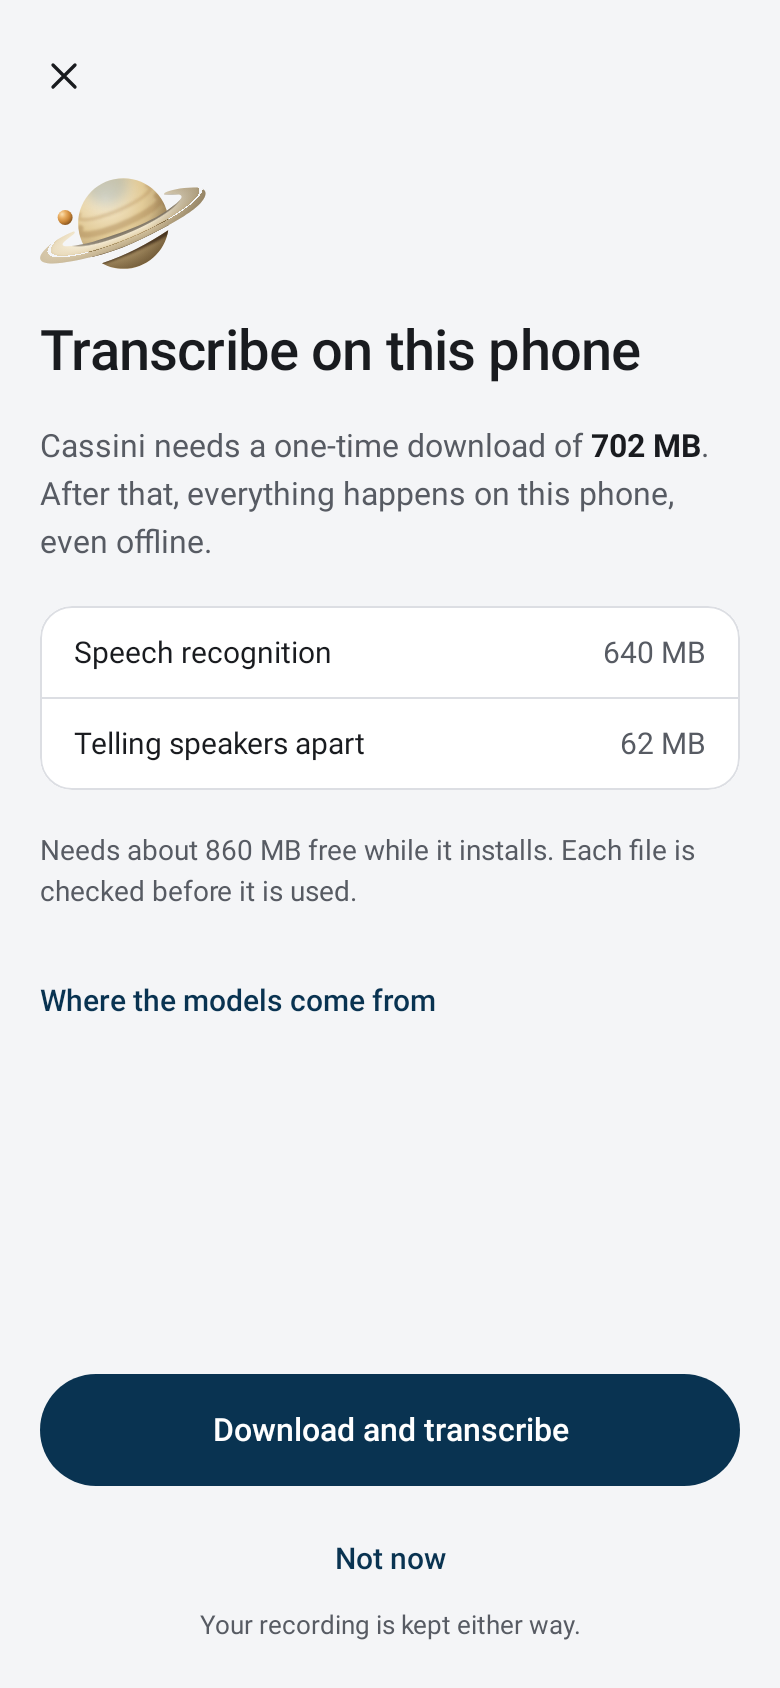 Transcribe on this phone
Cassini needs a one-time download of 702 MB.
After that, everything happens on this phone,
even offline.
Speech recognition 640 MB
Telling speakers apart 62 MB
Needs about 860 MB free while it installs. Each file is
checked before it is used.
Where the models come from
Download and transcribe
Not now
Your recording is kept either way.